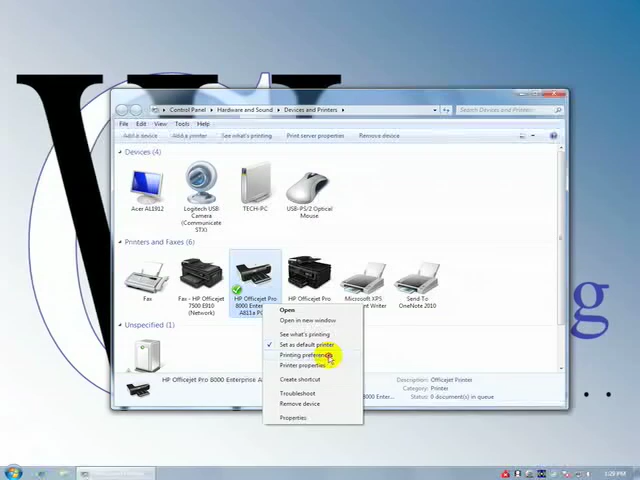 Control Panel ▸ Hardware and Sound ▸ Devices and Printers ▸
Search Devices and Printers
File Edit View Tools Help
Add a device Add a printer See what's printing Print server properties Remove device
Devices (4)
Acer AL1912
Logitech USB Camera (Communicate STX)
TECH-PC
USB-PS/2 Optical Mouse
Printers and Faxes (6)
Fax
Fax - HP Officejet 7500 E910 (Network)
HP Officejet Pro 8000 A811a
HP Officejet Pro
Microsoft XPS Writer
Send To OneNote 2010
Unspecified (1)
Open
Open in new window
See what's printing
Set as default printer
Printing preferences
Printer properties
Create shortcut
Troubleshoot
Remove device
Properties
HP Officejet Pro 8000 Enterprise
Description: Officejet Printer
Category: Printer
Status: 0 document(s) in queue
g
1:29 PM